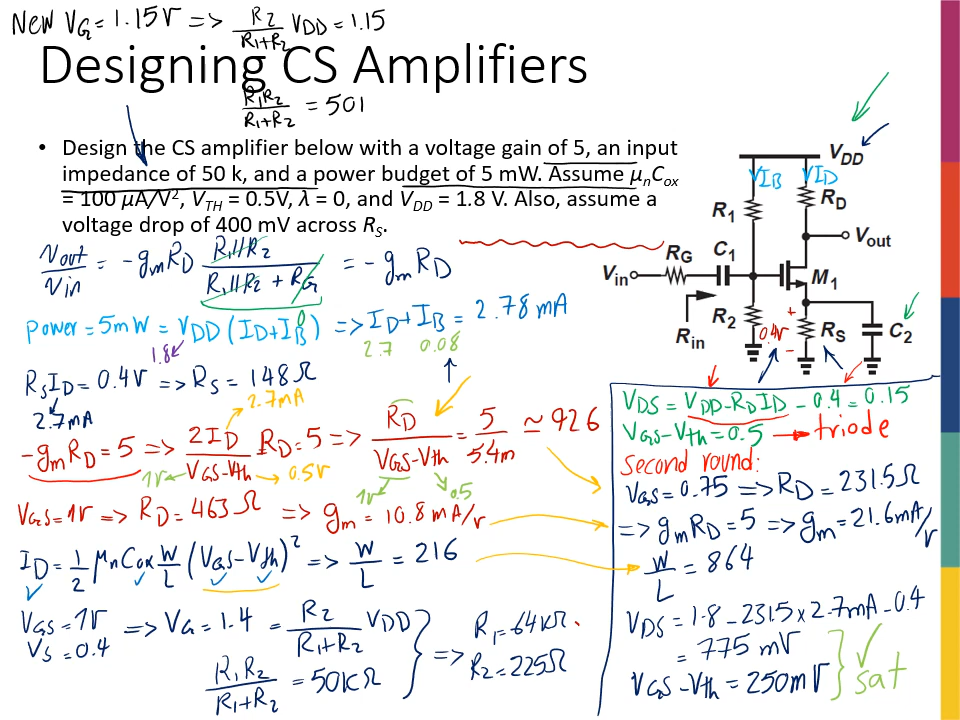 New VG = 1.15V => R2/(R1+R2) VDD = 1.15
Designing CS Amplifiers
R1R2/(R1+R2) = 501
• Design the CS amplifier below with a voltage gain of 5, an input
impedance of 50 k, and a power budget of 5 mW. Assume μnCox
= 100 μA/V², VTH = 0.5V, λ = 0, and VDD = 1.8 V. Also, assume a
voltage drop of 400 mV across RS.
Vout/Vin = -gmRD (R1||R2)/(R1||R2 + RG) = -gmRD
0
Power = 5mW = VDD (ID+IB) => ID+IB = 2.78 mA
1.8
2.7 0.08
RSID = 0.4V => RS = 148Ω
2.7mA
2.7mA
-gmRD = 5 => 2ID/(VGS-Vth) RD = 5 => RD/(VGS-Vth) = 5/5.4m ≃ 926
1V 0.5V
1V 0.5
VGS = 1V => RD = 463 Ω => gm = 10.8 mA/V
ID = 1/2 μnCox W/L (VGS-Vth)² => W/L = 216
VGS = 1V
VS = 0.4
=> VG = 1.4 = R2/(R1+R2) VDD
R1R2/(R1+R2) = 50KΩ
=> R1 = 64KΩ
R2 = 225Ω
VDD
IB ID
R1
RD
Vout
RG C1
Vin
M1
R2
Rin
+
0.4V
-
RS
C2
VDS = VDD - RDID - 0.4 = 0.15
VGS-Vth = 0.5 → triode
Second round:
VGS = 0.75 => RD = 231.5Ω
=> gmRD = 5 => gm = 21.6mA/V
W/L = 864
VDS = 1.8 - 231.5 x 2.7mA - 0.4
= 775 mV
VGS - Vth = 250mV
sat